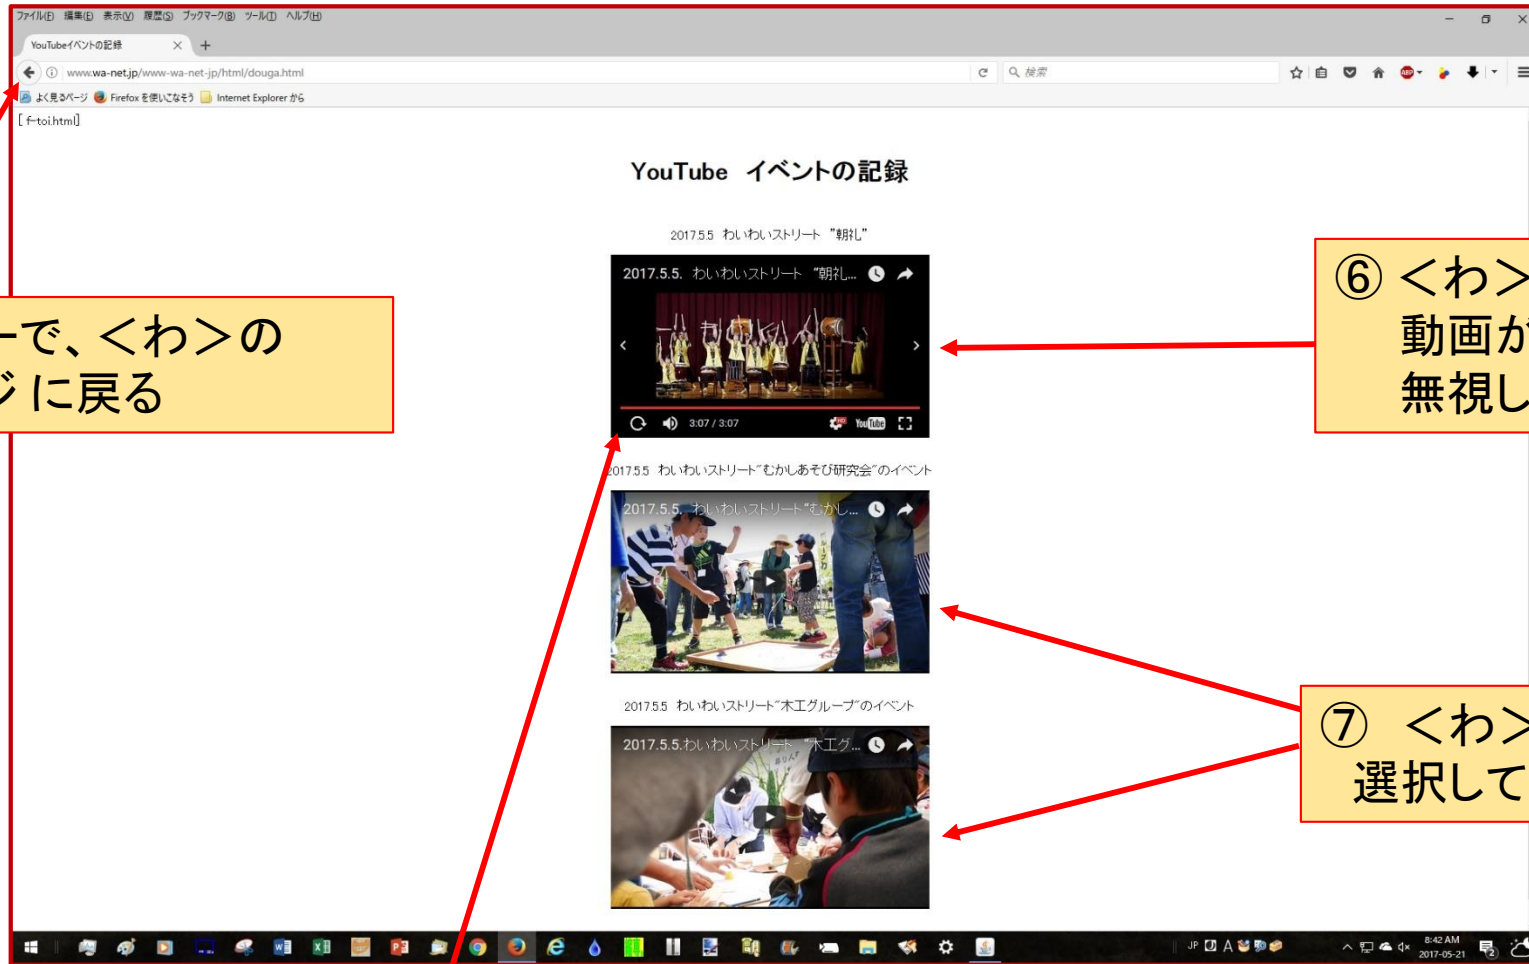 ファイル(F) 編集(E) 表示(V) 履歴(S) ブックマーク(B) ツール(T) ヘルプ(H)
YouTubeイベントの記録
www.wa-net.jp/www-wa-net-jp/html/douga.html
検索
よく見るページ Firefox を使いこなそう Internet Explorer から
[ f-toi.html]
YouTube イベントの記録
2017.5.5 わいわいストリート "朝礼"
2017.5.5. わいわいストリート "朝礼...
3:07 / 3:07
YouTube
ーで、<わ>の
ジに戻る
⑥ <わ>
動画が
無視し
2017.5.5 わいわいストリート"むかしあそび研究会"のイベント
2017.5.5. わいわいストリート"むかし...
2017.5.5 わいわいストリート"木工グループ"のイベント
2017.5.5.わいわいストリート "木工グ...
⑦ <わ>
選択して
JP A
8:42 AM
2017-05-21